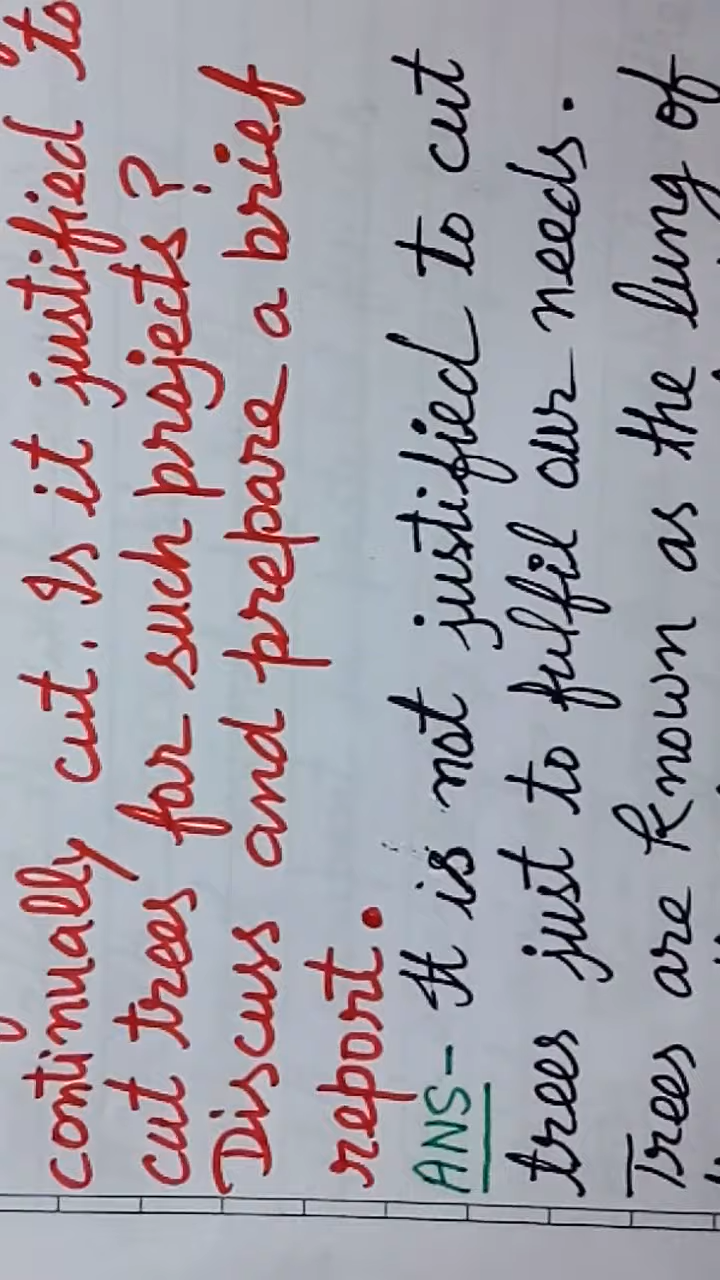 continually cut. Is it justified to
cut trees for such projects?
Discuss and prepare a brief
report.
ANS- It is not justified to cut
trees just to fulfil our needs.
Trees are known as the lung of